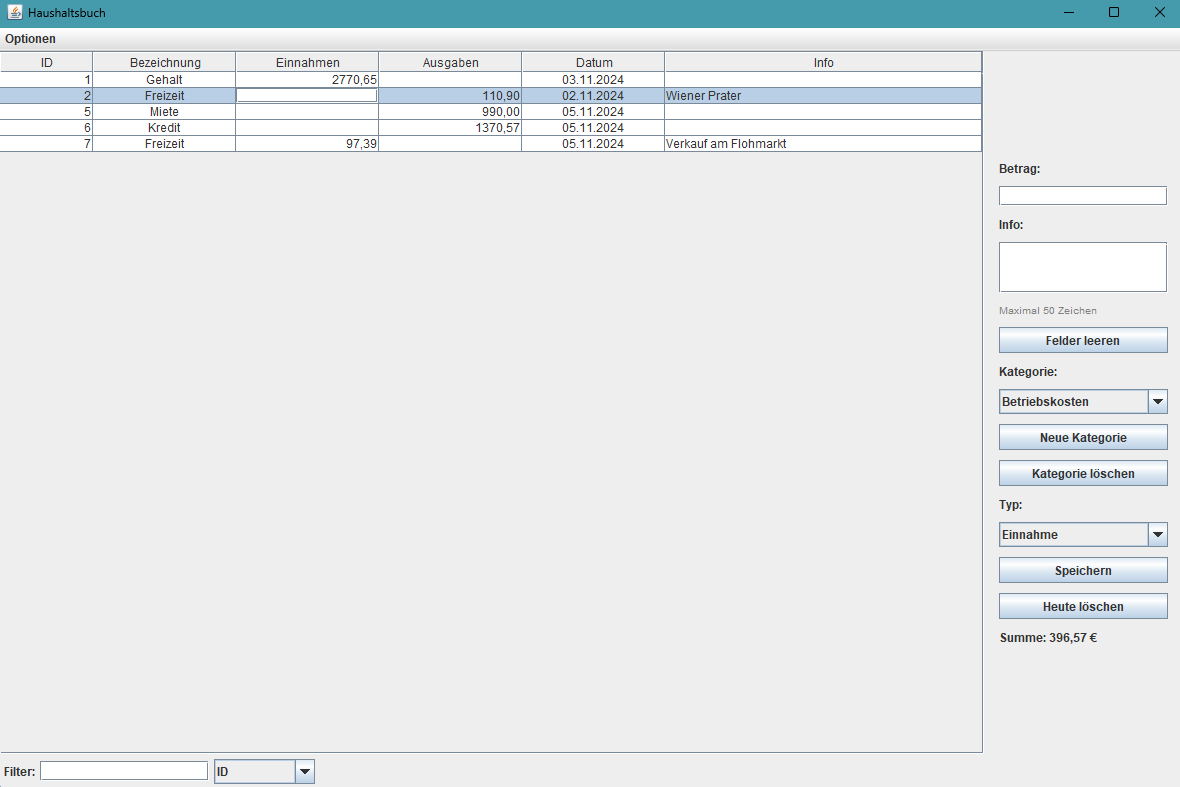 Haushaltsbuch
Optionen
ID Bezeichnung Einnahmen Ausgaben Datum Info
1 Gehalt 2770,65 03.11.2024
2 Freizeit 110,90 02.11.2024 Wiener Prater
5 Miete 990,00 05.11.2024
6 Kredit 1370,57 05.11.2024
7 Freizeit 97,39 05.11.2024 Verkauf am Flohmarkt
Betrag:
Info:
Maximal 50 Zeichen
Felder leeren
Kategorie:
Betriebskosten
Neue Kategorie
Kategorie löschen
Typ:
Einnahme
Speichern
Heute löschen
Summe: 396,57 €
Filter: ID